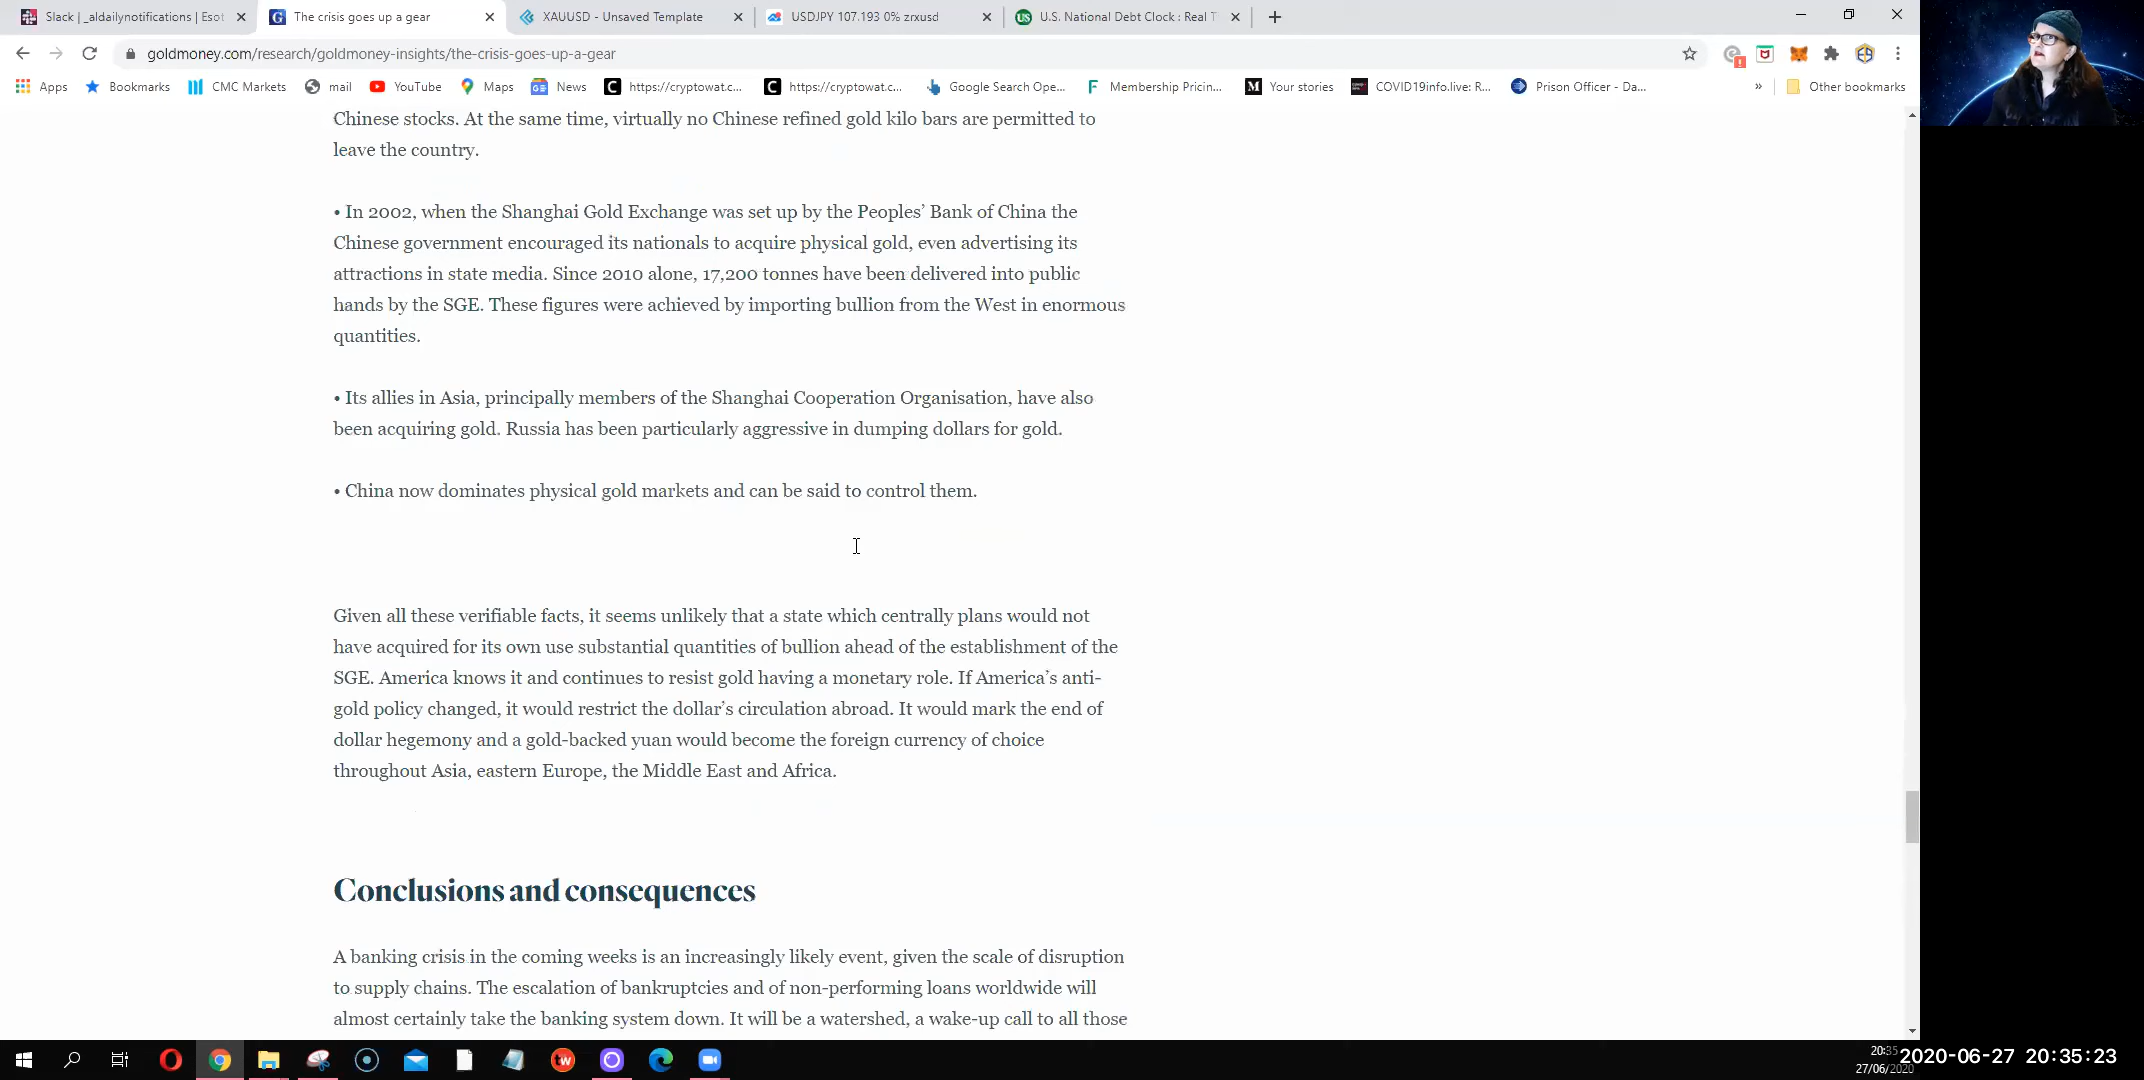 Slack | _aldailynotifications | Esot
The crisis goes up a gear
XAUUSD - Unsaved Template
USDJPY 107.193 0% zrxusd
U.S. National Debt Clock : Real T
goldmoney.com/research/goldmoney-insights/the-crisis-goes-up-a-gear
Apps
Bookmarks
CMC Markets
mail
YouTube
Maps
News
https://cryptowat.c...
https://cryptowat.c...
Google Search Ope...
Membership Pricin...
Your stories
COVID19info.live: R...
Prison Officer - Da...
»
Other bookmarks
Chinese stocks. At the same time, virtually no Chinese refined gold kilo bars are permitted to
leave the country.
• In 2002, when the Shanghai Gold Exchange was set up by the Peoples’ Bank of China the
Chinese government encouraged its nationals to acquire physical gold, even advertising its
attractions in state media. Since 2010 alone, 17,200 tonnes have been delivered into public
hands by the SGE. These figures were achieved by importing bullion from the West in enormous
quantities.
• Its allies in Asia, principally members of the Shanghai Cooperation Organisation, have also
been acquiring gold. Russia has been particularly aggressive in dumping dollars for gold.
• China now dominates physical gold markets and can be said to control them.
Given all these verifiable facts, it seems unlikely that a state which centrally plans would not
have acquired for its own use substantial quantities of bullion ahead of the establishment of the
SGE. America knows it and continues to resist gold having a monetary role. If America’s anti-
gold policy changed, it would restrict the dollar’s circulation abroad. It would mark the end of
dollar hegemony and a gold-backed yuan would become the foreign currency of choice
throughout Asia, eastern Europe, the Middle East and Africa.
Conclusions and consequences
A banking crisis in the coming weeks is an increasingly likely event, given the scale of disruption
to supply chains. The escalation of bankruptcies and of non-performing loans worldwide will
almost certainly take the banking system down. It will be a watershed, a wake-up call to all those
20:35
27/06/2020
2020-06-27 20:35:23